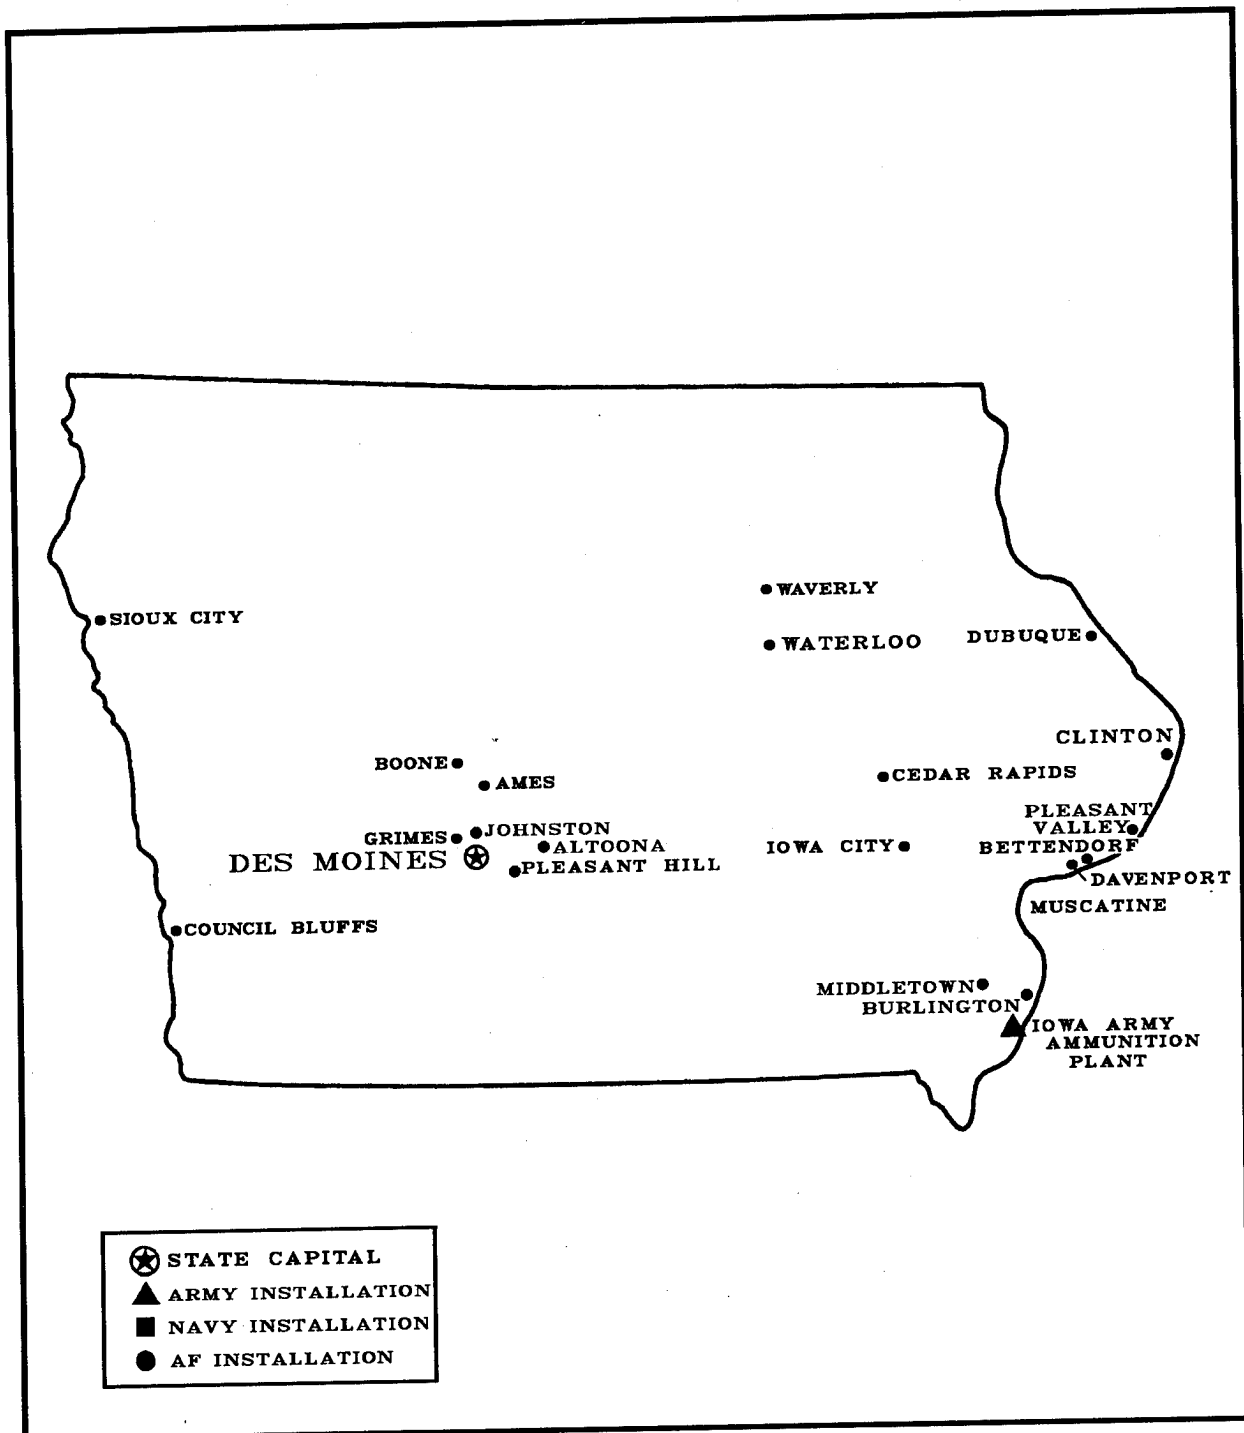 WAVERLY
SIOUX CITY
WATERLOO
DUBUQUE
CLINTON
BOONE
AMES
CEDAR RAPIDS
PLEASANT
VALLEY
GRIMES
JOHNSTON
ALTOONA
IOWA CITY
BETTENDORF
DES MOINES
PLEASANT HILL
DAVENPORT
MUSCATINE
COUNCIL BLUFFS
MIDDLETOWN
BURLINGTON
IOWA ARMY
AMMUNITION
PLANT
STATE CAPITAL
ARMY INSTALLATION
NAVY INSTALLATION
AF INSTALLATION